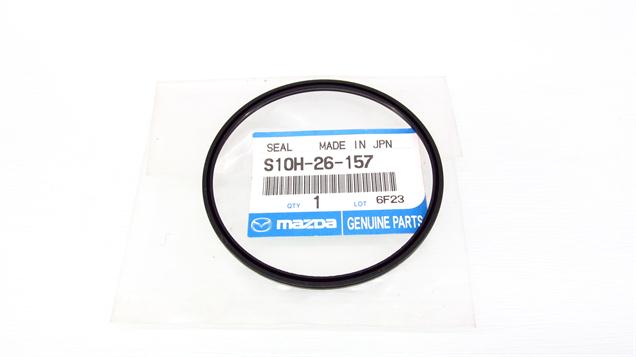 SEAL MADE IN JPN
S10H-26-157
QTY 1 LOT 6F23
mazda GENUINE PARTS